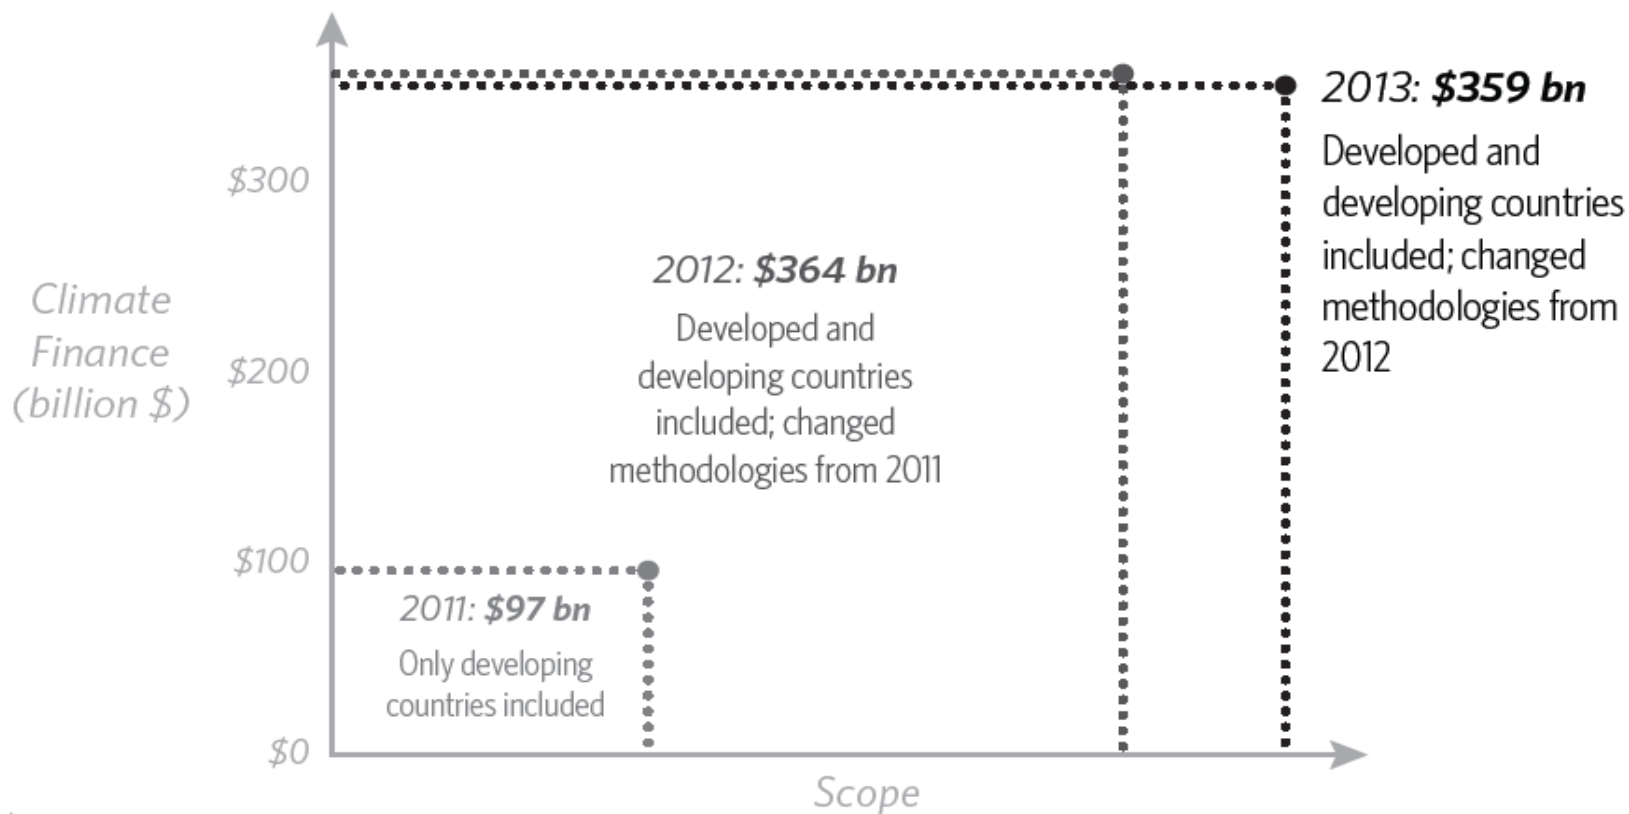 2013: $359 bn
Developed and
developing countries
included; changed
methodologies from
2012
$300
2012: $364 bn
Developed and
developing countries
included; changed
methodologies from 2011
Climate
Finance
(billion $)
$200
$100
2011: $97 bn
Only developing
countries included
$0
Scope